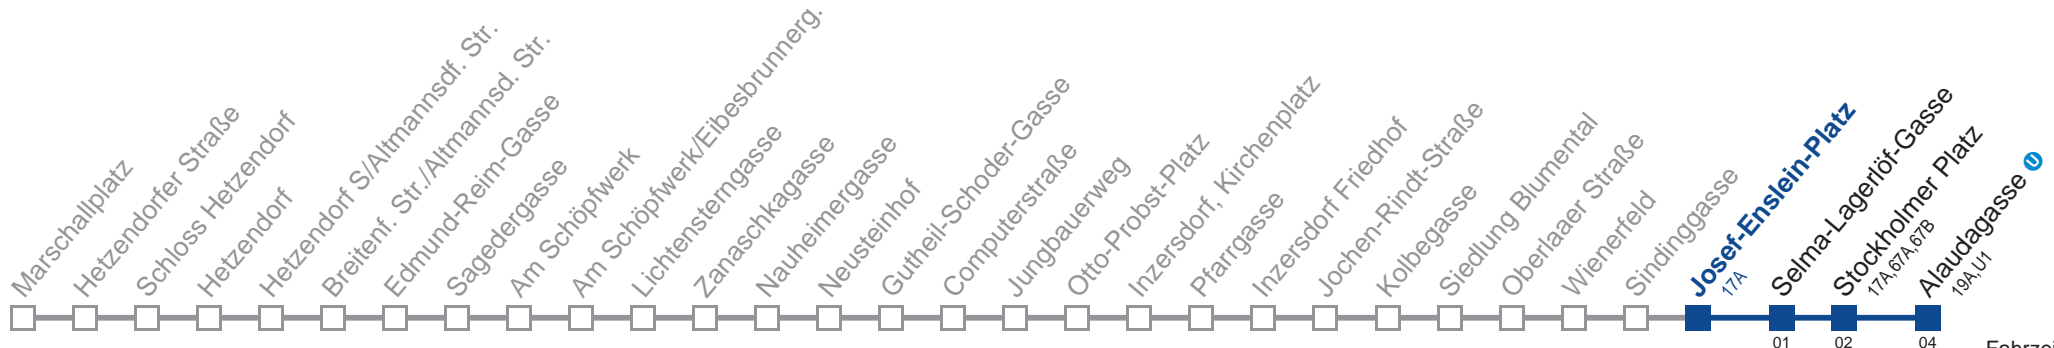 Marschallplatz
Hetzendorfer Straße
Schloss Hetzendorf
Hetzendorf
Hetzendorf S/Altmannsdf. Str.
Breitenf. Str./Altmannsd. Str.
Edmund-Reim-Gasse
Sagedergasse
Am Schöpfwerk
Am Schöpfwerk/Eibesbrunnerg.
Lichtensterngasse
Zanaschkagasse
Nauheimergasse
Neusteinhof
Gutheil-Schoder-Gasse
Computerstraße
Jungbauerweg
Otto-Probst-Platz
Inzersdorf, Kirchenplatz
Pfarrgasse
Inzersdorf Friedhof
Jochen-Rindt-Straße
Kolbegasse
Siedlung Blumental
Oberlaaer Straße
Wienerfeld
Sindinggasse
Josef-Enslein-Platz
17A
Selma-Lagerlöf-Gasse
Stockholmer Platz
17A,67A,67B
Alaudagasse U
19A,U1
01 02 04